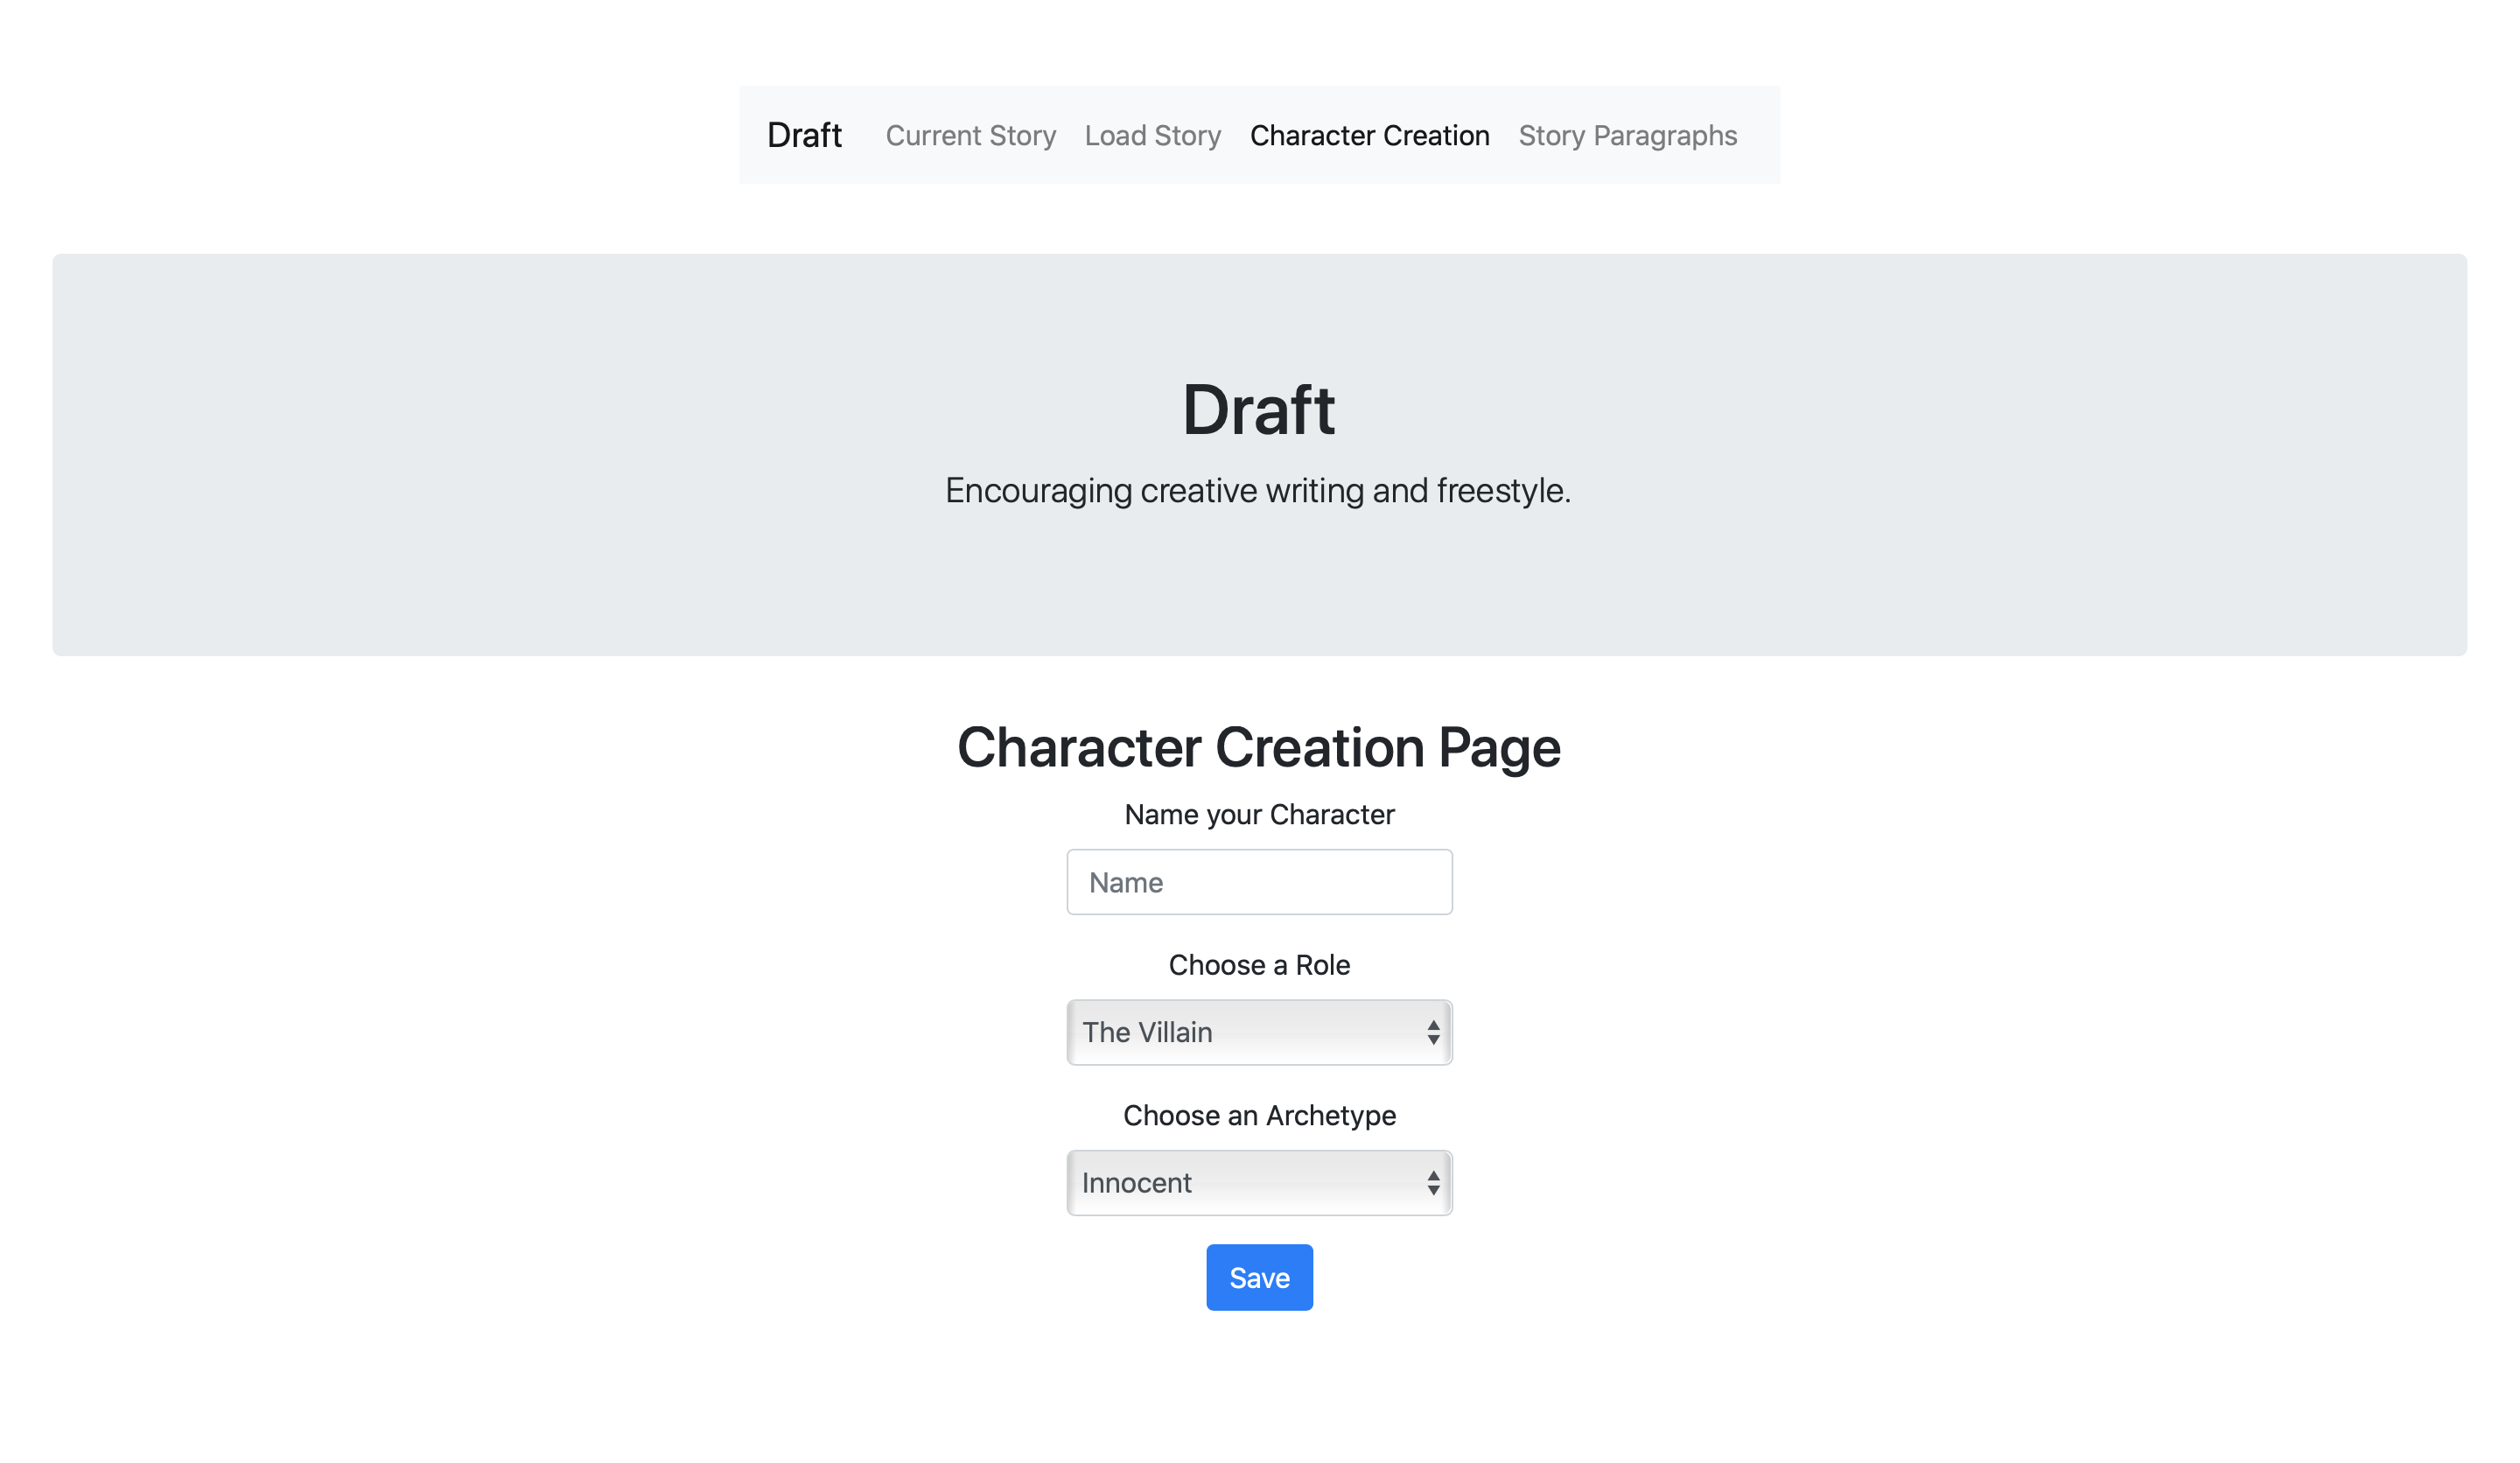 Draft Current Story Load Story Character Creation Story Paragraphs
Draft
Encouraging creative writing and freestyle.
Character Creation Page
Name your Character
Name
Choose a Role
The Villain
Choose an Archetype
Innocent
Save